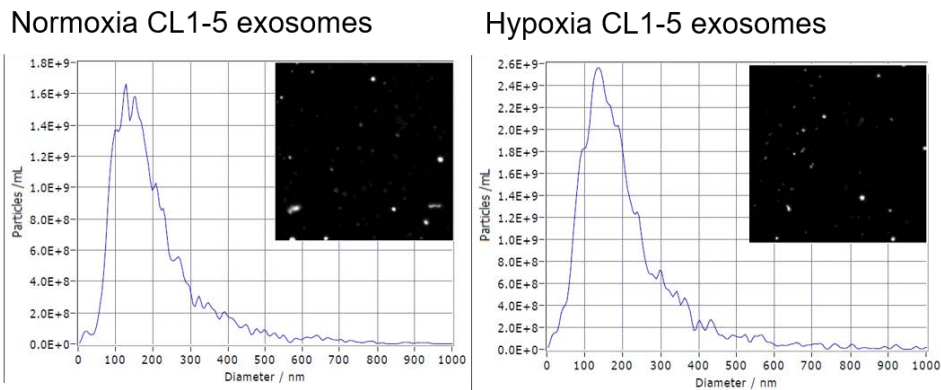 Normoxia CL1-5 exosomes
Hypoxia CL1-5 exosomes
Particles /mL
1.8E+9
1.6E+9
1.4E+9
1.2E+9
1.0E+9
8.0E+8
6.0E+8
4.0E+8
2.0E+8
0.0E+0
0 100 200 300 400 500 600 700 800 900 1000
Diameter / nm
Particles /mL
2.6E+9
2.4E+9
2.2E+9
2.0E+9
1.8E+9
1.6E+9
1.4E+9
1.2E+9
1.0E+9
8.0E+8
6.0E+8
4.0E+8
2.0E+8
0.0E+0
0 100 200 300 400 500 600 700 800 900 1000
Diameter / nm